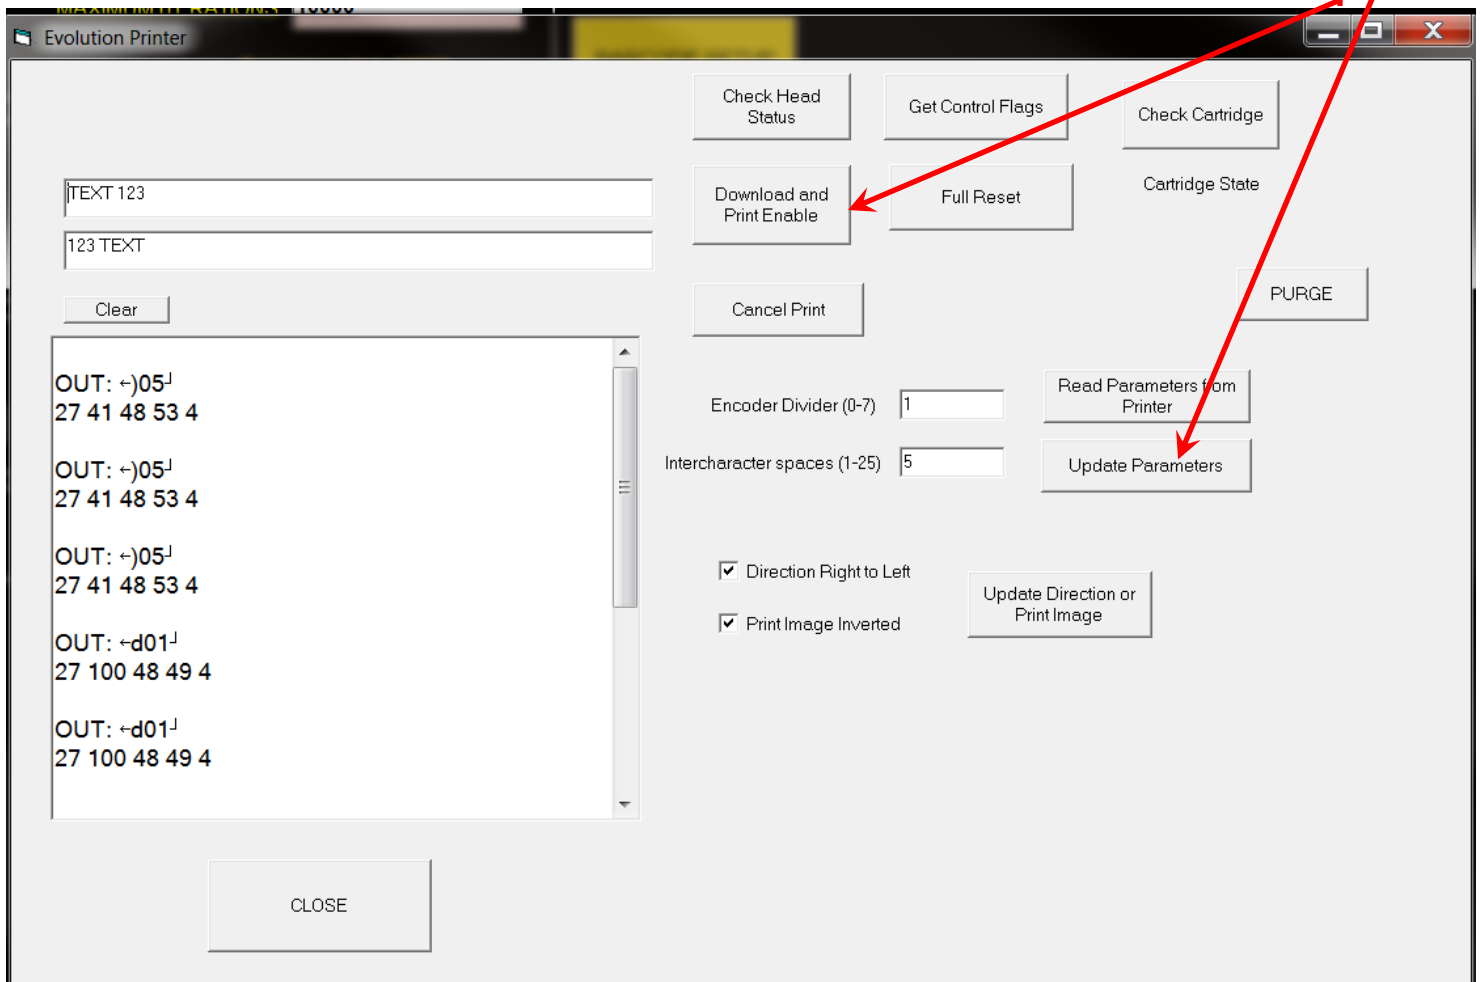 Evolution Printer
Check Head
Status
Get Control Flags
Check Cartridge
TEXT 123
Download and
Print Enable
Full Reset
Cartridge State
123 TEXT
Clear
Cancel Print
PURGE
OUT: ←)05┘
27 41 48 53 4
OUT: ←)05┘
27 41 48 53 4
OUT: ←)05┘
27 41 48 53 4
OUT: ←d01┘
27 100 48 49 4
OUT: ←d01┘
27 100 48 49 4
Encoder Divider (0-7)
1
Read Parameters from
Printer
Intercharacter spaces (1-25)
5
Update Parameters
Direction Right to Left
Print Image Inverted
Update Direction or
Print Image
CLOSE